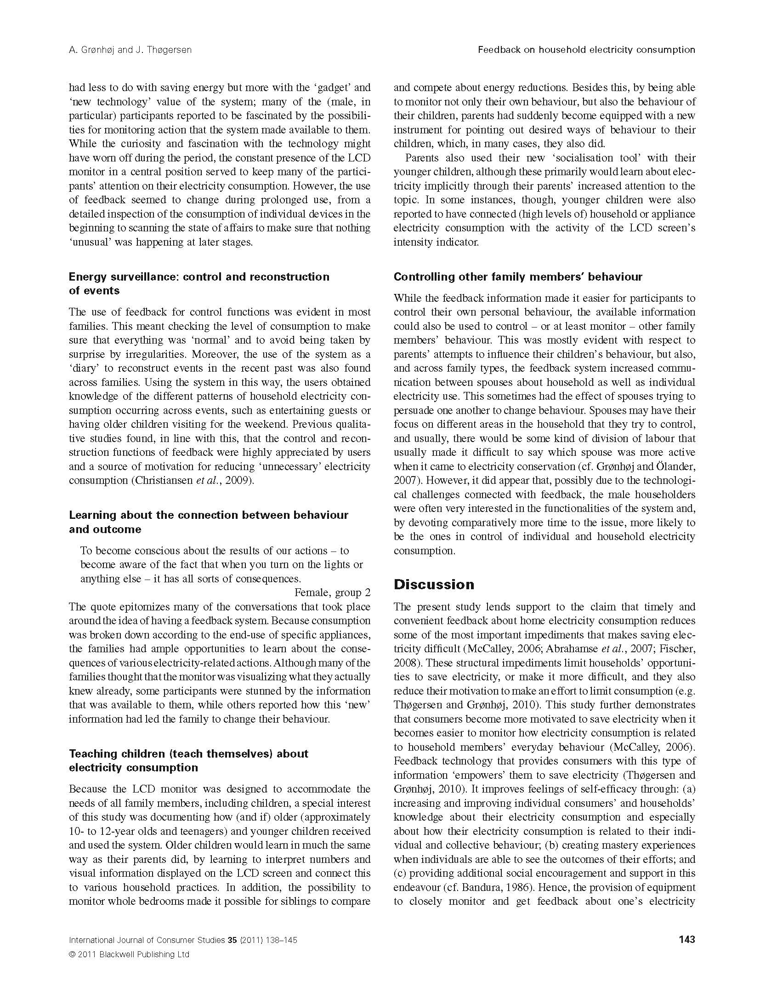 A. Grønhøj and J. Thøgersen
Feedback on household electricity consumption
had less to do with saving energy but more with the ‘gadget’ and
‘new technology’ value of the system; many of the (male, in
particular) participants reported to be fascinated by the possibili-
ties for monitoring action that the system made available to them.
While the curiosity and fascination with the technology might
have worn off during the period, the constant presence of the LCD
monitor in a central position served to keep many of the partici-
pants’ attention on their electricity consumption. However, the use
of feedback seemed to change during prolonged use, from a
detailed inspection of the consumption of individual devices in the
beginning to scanning the state of affairs to make sure that nothing
‘unusual’ was happening at later stages.
Energy surveillance: control and reconstruction
of events
The use of feedback for control functions was evident in most
families. This meant checking the level of consumption to make
sure that everything was ‘normal’ and to avoid being taken by
surprise by irregularities. Moreover, the use of the system as a
‘diary’ to reconstruct events in the recent past was also found
across families. Using the system in this way, the users obtained
knowledge of the different patterns of household electricity con-
sumption occurring across events, such as entertaining guests or
having older children visiting for the weekend. Previous qualita-
tive studies found, in line with this, that the control and recon-
struction functions of feedback were highly appreciated by users
and a source of motivation for reducing ‘unnecessary’ electricity
consumption (Christiansen et al., 2009).
Learning about the connection between behaviour
and outcome
To become conscious about the results of our actions – to
become aware of the fact that when you turn on the lights or
anything else – it has all sorts of consequences.
Female, group 2
The quote epitomizes many of the conversations that took place
around the idea of having a feedback system. Because consumption
was broken down according to the end-use of specific appliances,
the families had ample opportunities to learn about the conse-
quences of various electricity-related actions. Although many of the
families thought that the monitor was visualizing what they actually
knew already, some participants were stunned by the information
that was available to them, while others reported how this ‘new’
information had led the family to change their behaviour.
Teaching children (teach themselves) about
electricity consumption
Because the LCD monitor was designed to accommodate the
needs of all family members, including children, a special interest
of this study was documenting how (and if) older (approximately
10- to 12-year olds and teenagers) and younger children received
and used the system. Older children would learn in much the same
way as their parents did, by learning to interpret numbers and
visual information displayed on the LCD screen and connect this
to various household practices. In addition, the possibility to
monitor whole bedrooms made it possible for siblings to compare
and compete about energy reductions. Besides this, by being able
to monitor not only their own behaviour, but also the behaviour of
their children, parents had suddenly become equipped with a new
instrument for pointing out desired ways of behaviour to their
children, which, in many cases, they also did.
Parents also used their new ‘socialisation tool’ with their
younger children, although these primarily would learn about elec-
tricity implicitly through their parents’ increased attention to the
topic. In some instances, though, younger children were also
reported to have connected (high levels of) household or appliance
electricity consumption with the activity of the LCD screen’s
intensity indicator.
Controlling other family members’ behaviour
While the feedback information made it easier for participants to
control their own personal behaviour, the available information
could also be used to control – or at least monitor – other family
members’ behaviour. This was mostly evident with respect to
parents’ attempts to influence their children’s behaviour, but also,
and across family types, the feedback system increased commu-
nication between spouses about household as well as individual
electricity use. This sometimes had the effect of spouses trying to
persuade one another to change behaviour. Spouses may have their
focus on different areas in the household that they try to control,
and usually, there would be some kind of division of labour that
usually made it difficult to say which spouse was more active
when it came to electricity conservation (cf. Grønhøj and Ölander,
2007). However, it did appear that, possibly due to the technologi-
cal challenges connected with feedback, the male householders
were often very interested in the functionalities of the system and,
by devoting comparatively more time to the issue, more likely to
be the ones in control of individual and household electricity
consumption.
Discussion
The present study lends support to the claim that timely and
convenient feedback about home electricity consumption reduces
some of the most important impediments that makes saving elec-
tricity difficult (McCalley, 2006; Abrahamse et al., 2007; Fischer,
2008). These structural impediments limit households’ opportuni-
ties to save electricity, or make it more difficult, and they also
reduce their motivation to make an effort to limit consumption (e.g.
Thøgersen and Grønhøj, 2010). This study further demonstrates
that consumers become more motivated to save electricity when it
becomes easier to monitor how electricity consumption is related
to household members’ everyday behaviour (McCalley, 2006).
Feedback technology that provides consumers with this type of
information ‘empowers’ them to save electricity (Thøgersen and
Grønhøj, 2010). It improves feelings of self-efficacy through: (a)
increasing and improving individual consumers’ and households’
knowledge about their electricity consumption and especially
about how their electricity consumption is related to their indi-
vidual and collective behaviour; (b) creating mastery experiences
when individuals are able to see the outcomes of their efforts; and
(c) providing additional social encouragement and support in this
endeavour (cf. Bandura, 1986). Hence, the provision of equipment
to closely monitor and get feedback about one’s electricity
International Journal of Consumer Studies 35 (2011) 138–145
© 2011 Blackwell Publishing Ltd
143